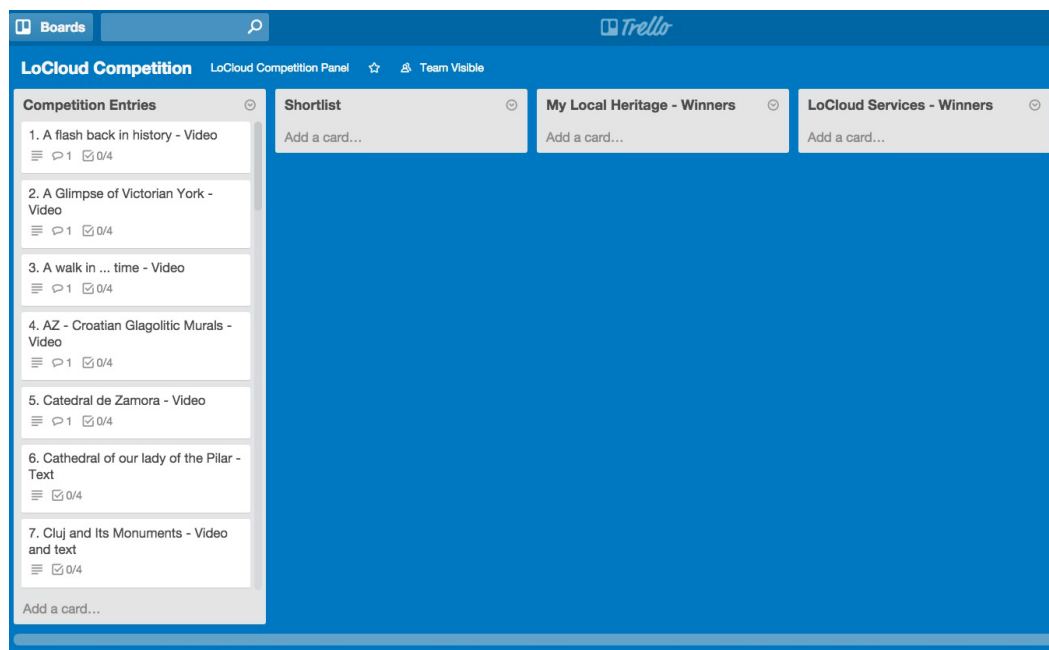 Boards
Trello
LoCloud Competition LoCloud Competition Panel Team Visible
Competition Entries
1. A flash back in history - Video
1 0/4
2. A Glimpse of Victorian York -
Video
1 0/4
3. A walk in ... time - Video
1 0/4
4. AZ - Croatian Glagolitic Murals -
Video
1 0/4
5. Catedral de Zamora - Video
1 0/4
6. Cathedral of our lady of the Pilar -
Text
0/4
7. Cluj and Its Monuments - Video
and text
0/4
Add a card...
Shortlist
Add a card...
My Local Heritage - Winners
Add a card...
LoCloud Services - Winners
Add a card...